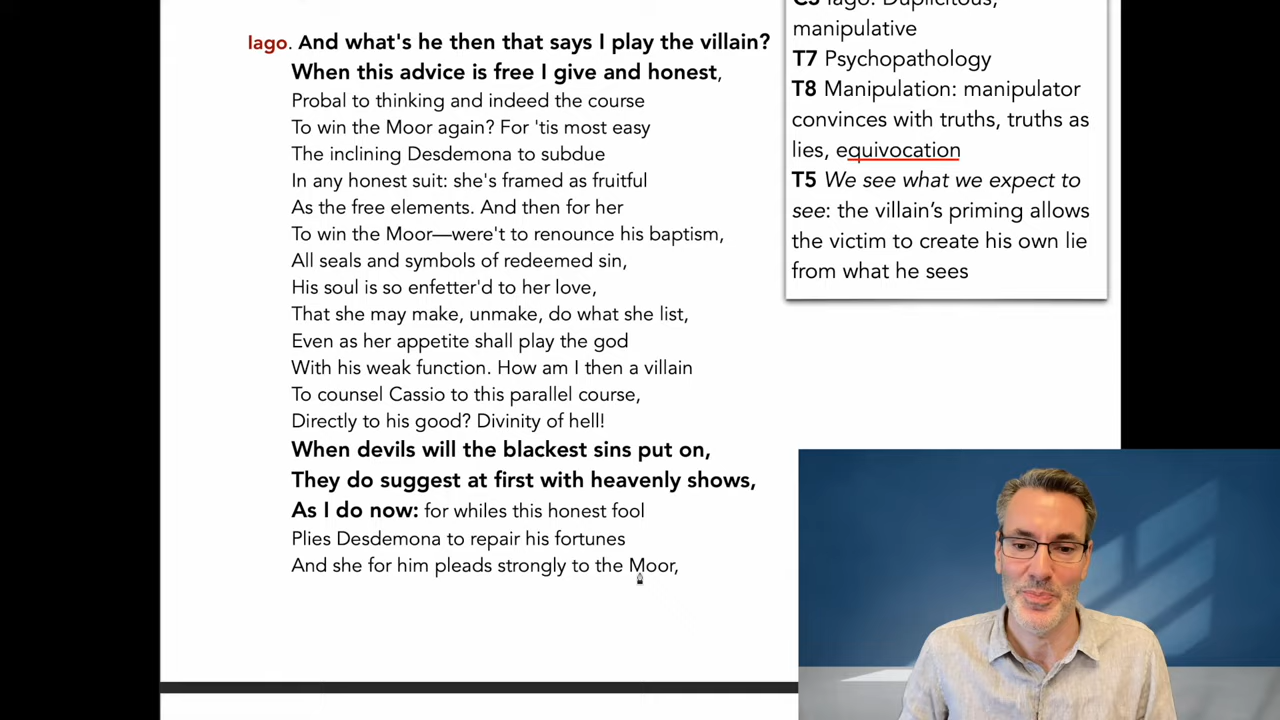 Iago. And what's he then that says I play the villain?
When this advice is free I give and honest,
Probal to thinking and indeed the course
To win the Moor again? For 'tis most easy
The inclining Desdemona to subdue
In any honest suit: she's framed as fruitful
As the free elements. And then for her
To win the Moor—were't to renounce his baptism,
All seals and symbols of redeemed sin,
His soul is so enfetter'd to her love,
That she may make, unmake, do what she list,
Even as her appetite shall play the god
With his weak function. How am I then a villain
To counsel Cassio to this parallel course,
Directly to his good? Divinity of hell!
When devils will the blackest sins put on,
They do suggest at first with heavenly shows,
As I do now: for whiles this honest fool
Plies Desdemona to repair his fortunes
And she for him pleads strongly to the Moor,
Iago: Duplicitous,
manipulative
T7 Psychopathology
T8 Manipulation: manipulator
convinces with truths, truths as
lies, equivocation
T5 We see what we expect to
see: the villain’s priming allows
the victim to create his own lie
from what he sees